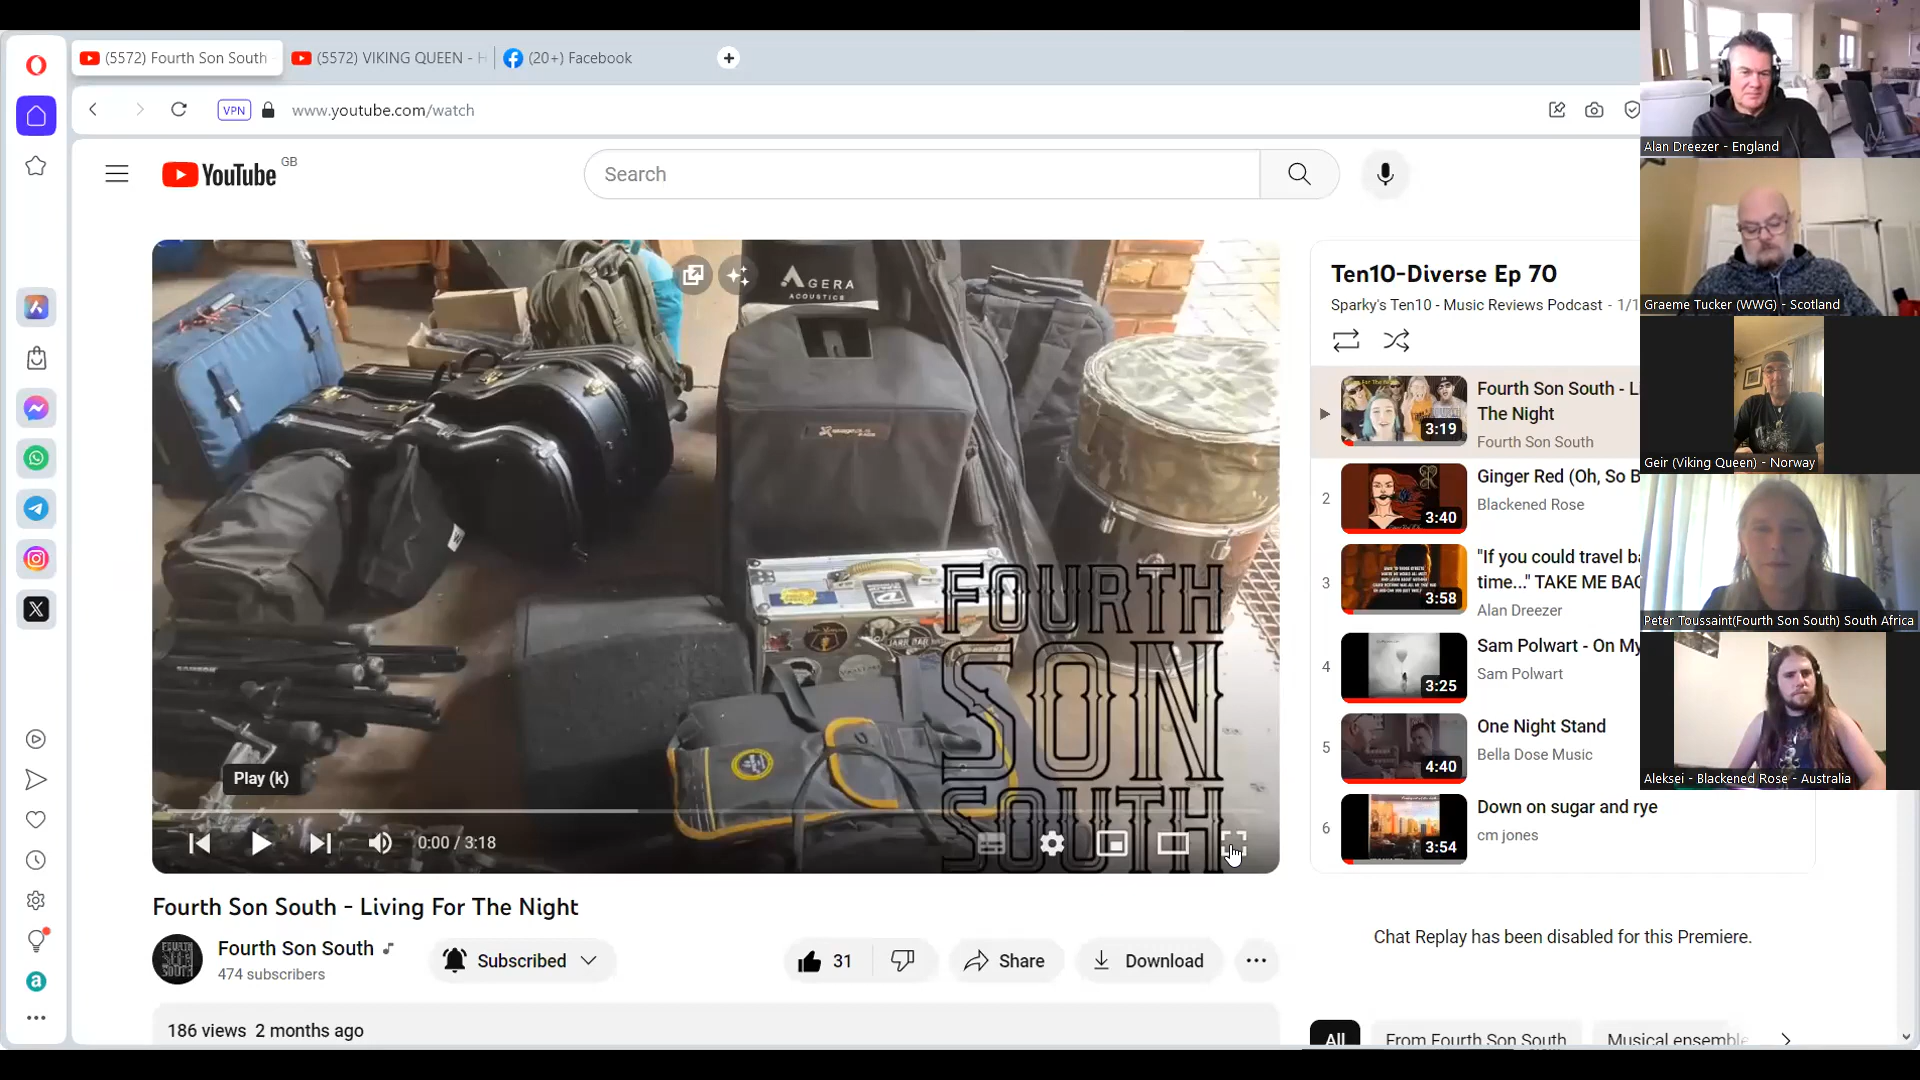 (5572) Fourth Son South
(5572) VIKING QUEEN - H
(20+) Facebook
VPN
www.youtube.com/watch
YouTube GB
Search
AGERA
ACOUSTICS
FOURTH
SON
SOUTH
Play (k)
0:00 / 3:18
Fourth Son South - Living For The Night
Fourth Son South
474 subscribers
Subscribed
31
Share
Download
186 views 2 months ago
Ten10-Diverse Ep 70
Sparky's Ten10 - Music Reviews Podcast - 1/1
3:19
Fourth Son South - Li
The Night
Fourth Son South
2
3:40
Ginger Red (Oh, So B
Blackened Rose
3
3:58
"If you could travel ba
time..." TAKE ME BAC
Alan Dreezer
4
3:25
Sam Polwart - On My
Sam Polwart
5
4:40
One Night Stand
Bella Dose Music
6
3:54
Down on sugar and rye
cm jones
Chat Replay has been disabled for this Premiere.
All
From Fourth Son South
Musical ensemble
Alan Dreezer - England
Graeme Tucker (WWG) - Scotland
Geir (Viking Queen) - Norway
Peter Toussaint(Fourth Son South) South Africa
Aleksei - Blackened Rose - Australia